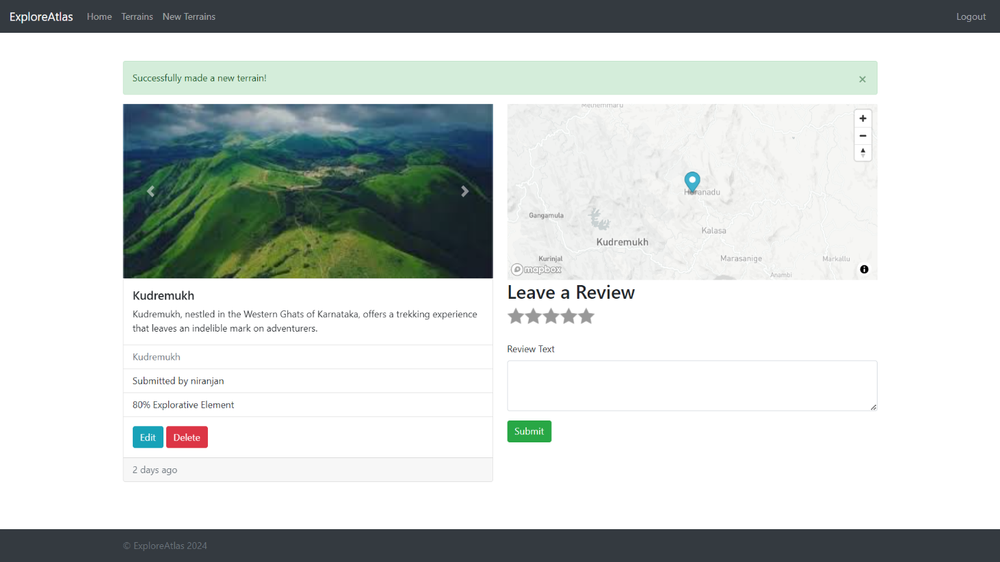 ExploreAtlas Home Terrains New Terrains Logout
Successfully made a new terrain!
×
Kudremukh
Kudremukh, nestled in the Western Ghats of Karnataka, offers a trekking experience
that leaves an indelible mark on adventurers.
Kudremukh
Submitted by niranjan
80% Explorative Element
Edit Delete
2 days ago
Horanadu
Gangamula
Kalasa
Kudremukh
Kurinjal
Marasanige
Markallu
mapbox
Anambi
Leave a Review
Review Text
Submit
© ExploreAtlas 2024